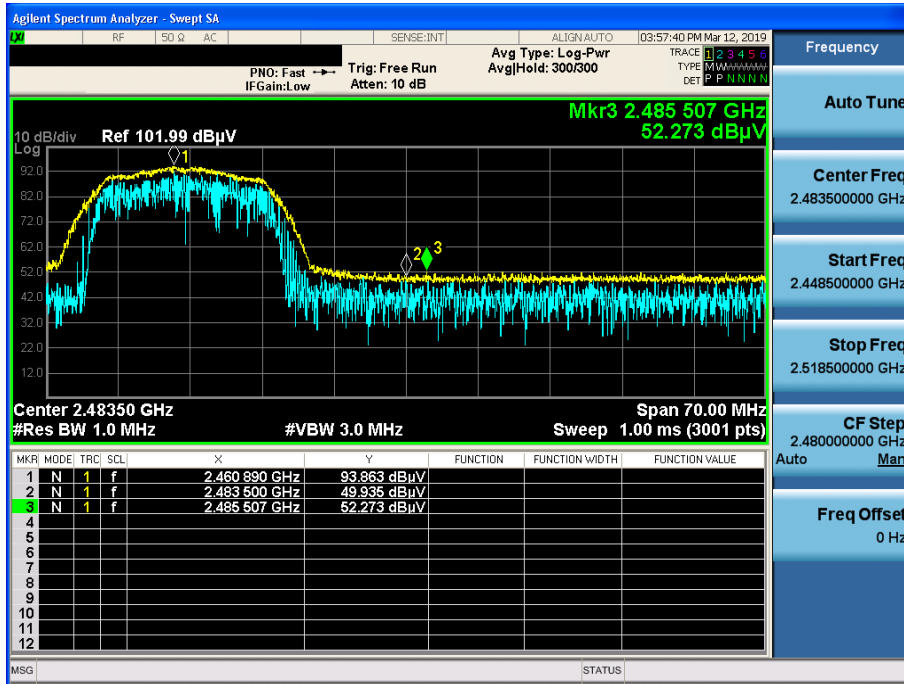 Agilent Spectrum Analyzer - Swept SA
LXI RF 50 Ω AC SENSE:INT ALIGN AUTO 03:57:40 PM Mar 12, 2019
PNO: Fast Trig: Free Run Avg Type: Log-Pwr TRACE 1 2 3 4 5 6
IFGain:Low Atten: 10 dB Avg|Hold: 300/300 TYPE M W W W W W
DET P P N N N N
Mkr3 2.485 507 GHz
52.273 dBµV
10 dB/div Ref 101.99 dBµV
Log
92.0
82.0
72.0
62.0
52.0
42.0
32.0
22.0
12.0
1
2
3
Center 2.48350 GHz Span 70.00 MHz
#Res BW 1.0 MHz #VBW 3.0 MHz Sweep 1.00 ms (3001 pts)
MKR MODE TRC SCL X Y FUNCTION FUNCTION WIDTH FUNCTION VALUE
1 N 1 f 2.460 890 GHz 93.863 dBµV
2 N 1 f 2.483 500 GHz 49.935 dBµV
3 N 1 f 2.485 507 GHz 52.273 dBµV
4
5
6
7
8
9
10
11
12
MSG STATUS
Frequency
Auto Tune
Center Freq
2.483500000 GHz
Start Freq
2.448500000 GHz
Stop Freq
2.518500000 GHz
CF Step
2.480000000 GHz
Auto Man
Freq Offset
0 Hz